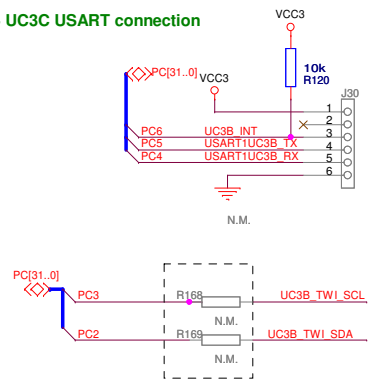 UC3C USART connection
VCC3
PC[31..0]
VCC3
10k
R120
J30
1
2
PC6 UC3B_INT 3
PC5 USART1UC3B_TX 4
PC4 USART1UC3B_RX 5
6
N.M.
PC[31..0]
PC3 R168 UC3B_TWI_SCL
N.M.
PC2 R169 UC3B_TWI_SDA
N.M.